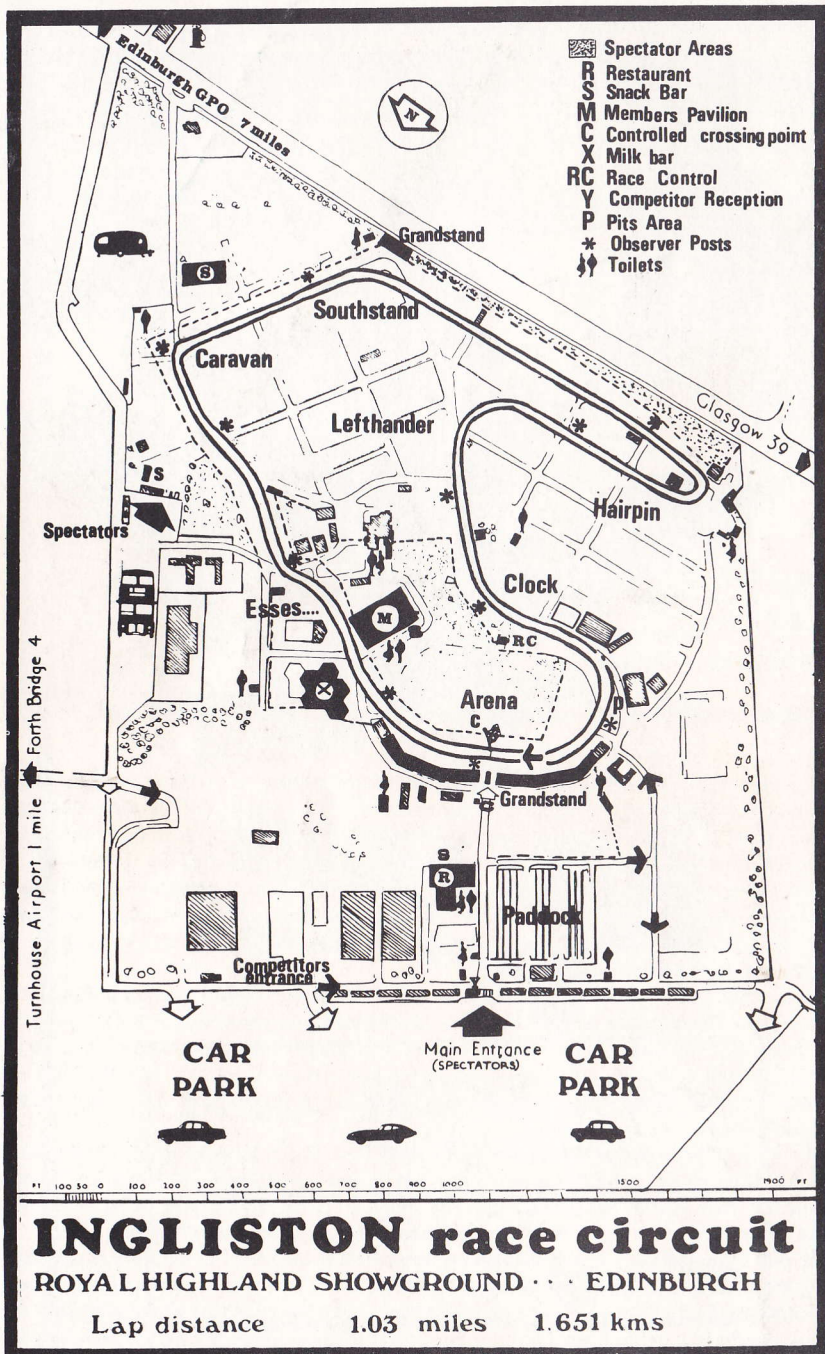 Edinburgh GPO 7 miles
N
Spectator Areas
R Restaurant
S Snack Bar
M Members Pavilion
C Controlled crossing point
X Milk bar
RC Race Control
Y Competitor Reception
P Pits Area
* Observer Posts
Toilets
Grandstand
S
Southstand
Caravan
Lefthander
Glasgow 39
Hairpin
S
Spectators
Clock
Esses....
M
RC
X
Arena
C
P
Turnhouse Airport 1 mile Forth Bridge 4
Grandstand
C
S
R
Paddock
Competitors
entrance
Y
Main Entrance
(SPECTATORS)
CAR
PARK
CAR
PARK
FT 100 50 0 100 200 300 400 500 600 700 800 900 1000 1500 1900 FT
INGLISTON race circuit
ROYAL HIGHLAND SHOWGROUND ··· EDINBURGH
Lap distance 1.03 miles 1.651 kms